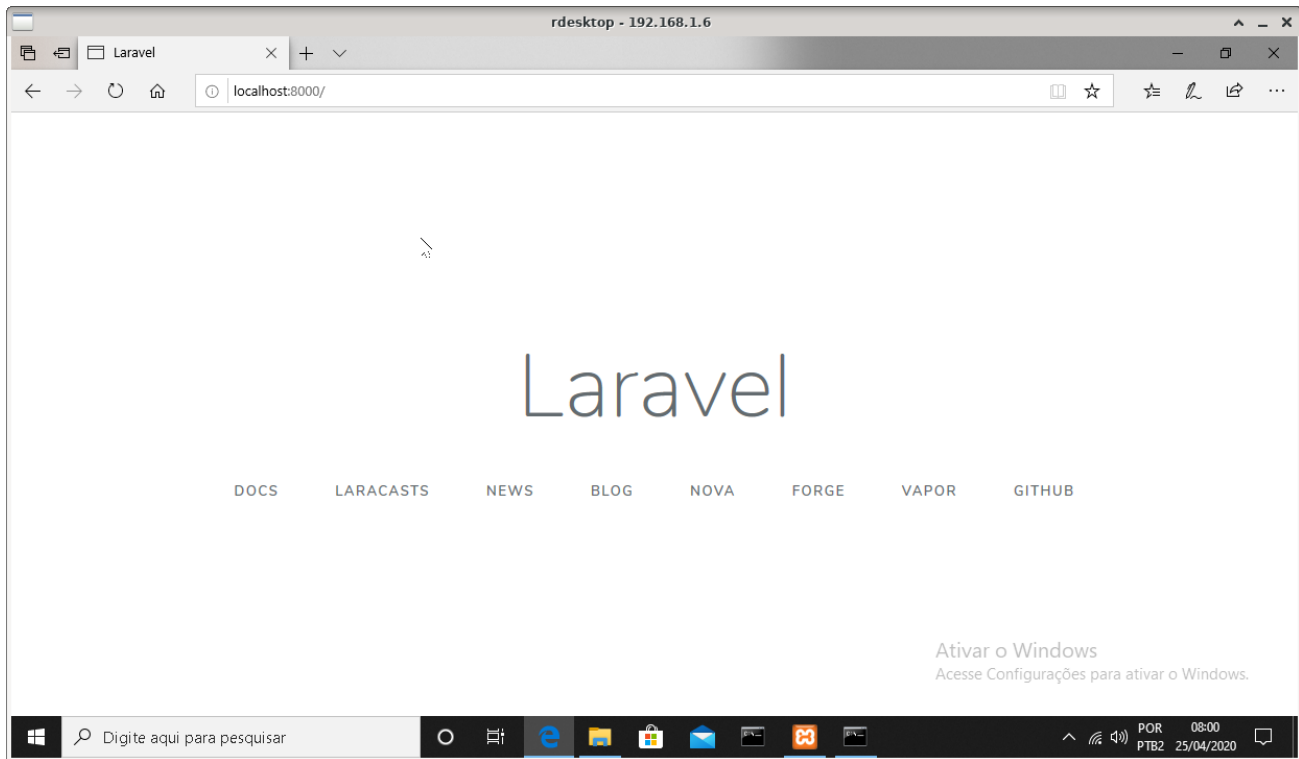 rdesktop - 192.168.1.6
Laravel
localhost:8000/
Laravel
DOCS LARACASTS NEWS BLOG NOVA FORGE VAPOR GITHUB
Ativar o Windows
Acesse Configurações para ativar o Windows.
Digite aqui para pesquisar
POR 08:00
PTB2 25/04/2020